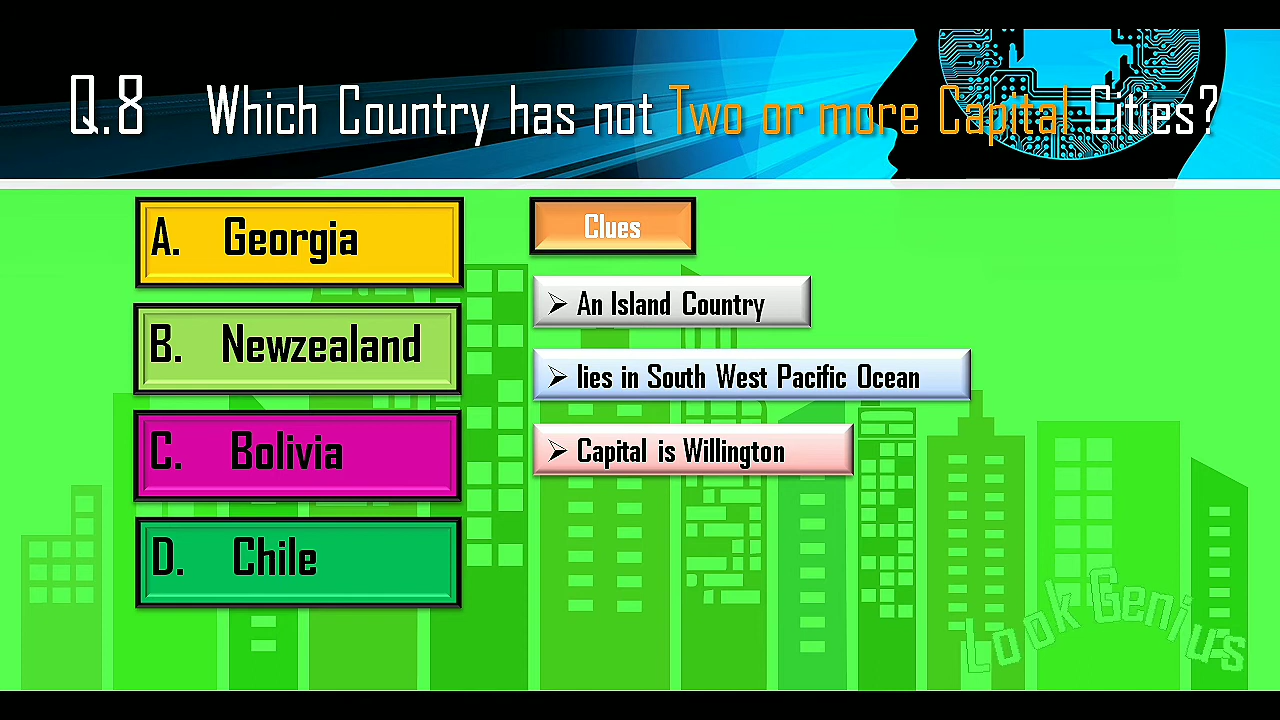 Q.8 Which Country has not Two or more Capital Cities?
A. Georgia
B. Newzealand
C. Bolivia
D. Chile
Clues
➢ An Island Country
➢ lies in South West Pacific Ocean
➢ Capital is Willington
Look Genius